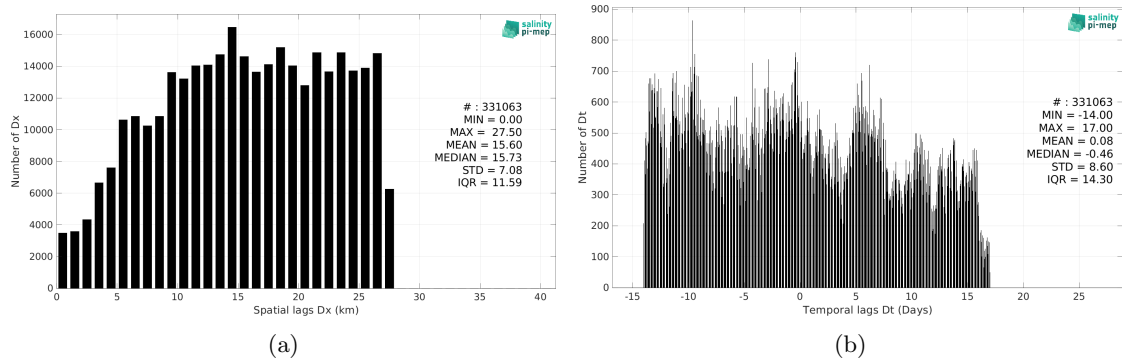 salinity
pi-mep
16000
14000
12000
10000
8000
6000
4000
2000
0
Number of Dx
# : 331063
MIN = 0.00
MAX = 27.50
MEAN = 15.60
MEDIAN = 15.73
STD = 7.08
IQR = 11.59
0 5 10 15 20 25 30 35 40
Spatial lags Dx (km)
(a)
salinity
pi-mep
900
800
700
600
500
400
300
200
100
0
Number of Dt
# : 331063
MIN = -14.00
MAX = 17.00
MEAN = 0.08
MEDIAN = -0.46
STD = 8.60
IQR = 14.30
-15 -10 -5 0 5 10 15 20 25
Temporal lags Dt (Days)
(b)